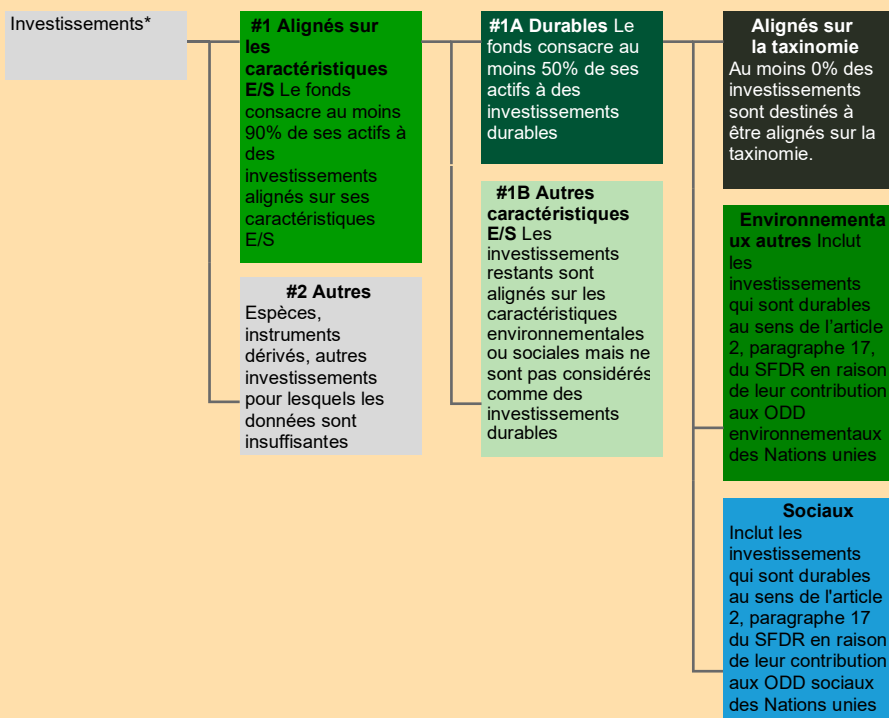 Investissements*
#1 Alignés sur
les
caractéristiques
E/S Le fonds
consacre au moins
90% de ses actifs à
des
investissements
alignés sur ses
caractéristiques
E/S
#2 Autres
Espèces,
instruments
dérivés, autres
investissements
pour lesquels les
données sont
insuffisantes
#1A Durables Le
fonds consacre au
moins 50% de ses
actifs à des
investissements
durables
#1B Autres
caractéristiques
E/S Les
investissements
restants sont
alignés sur les
caractéristiques
environnementales
ou sociales mais ne
sont pas considérés
comme des
investissements
durables
Alignés sur
la taxinomie
Au moins 0% des
investissements
sont destinés à
être alignés sur la
taxinomie.
Environnementa
ux autres Inclut
les
investissements
qui sont durables
au sens de l’article
2, paragraphe 17,
du SFDR en raison
de leur contribution
aux ODD
environnementaux
des Nations unies
Sociaux
Inclut les
investissements
qui sont durables
au sens de l'article
2, paragraphe 17
du SFDR en raison
de leur contribution
aux ODD sociaux
des Nations unies